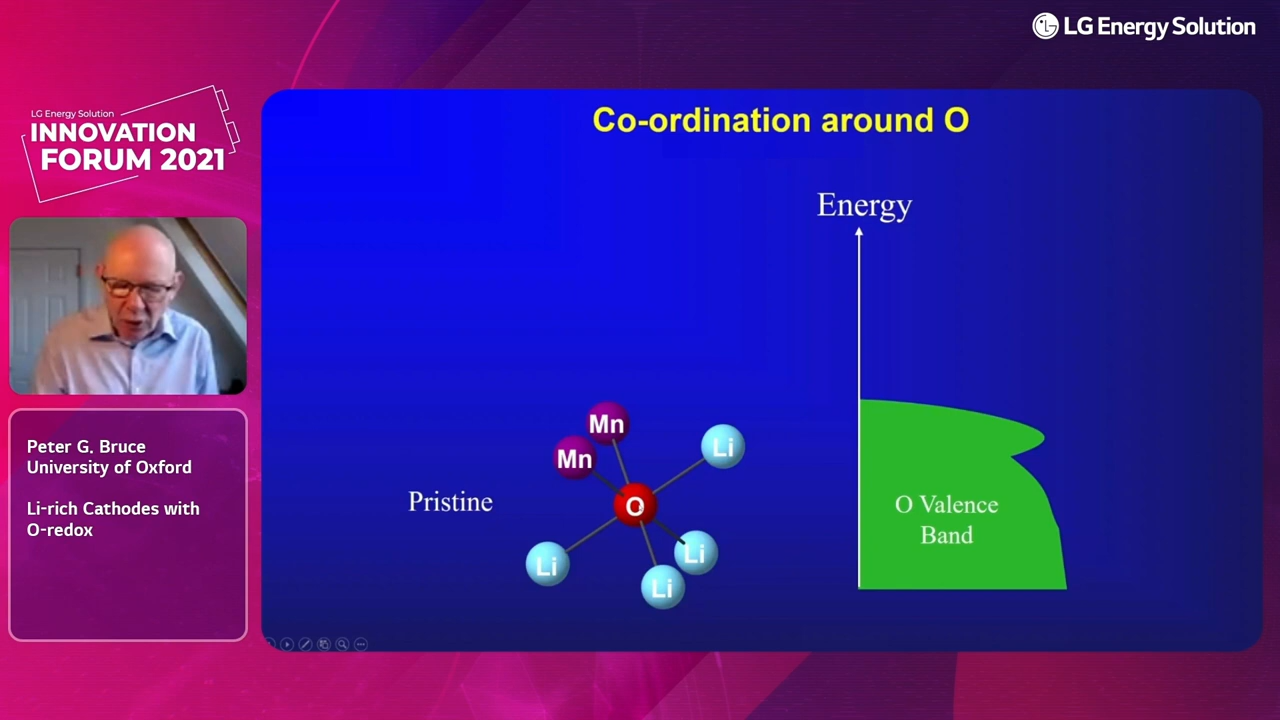 LG Energy Solution
LG Energy Solution
INNOVATION
FORUM 2021
Peter G. Bruce
University of Oxford
Li-rich Cathodes with
O-redox
Co-ordination around O
Energy
Mn
Mn
Li
Pristine
O
Li
Li
Li
O Valence
Band